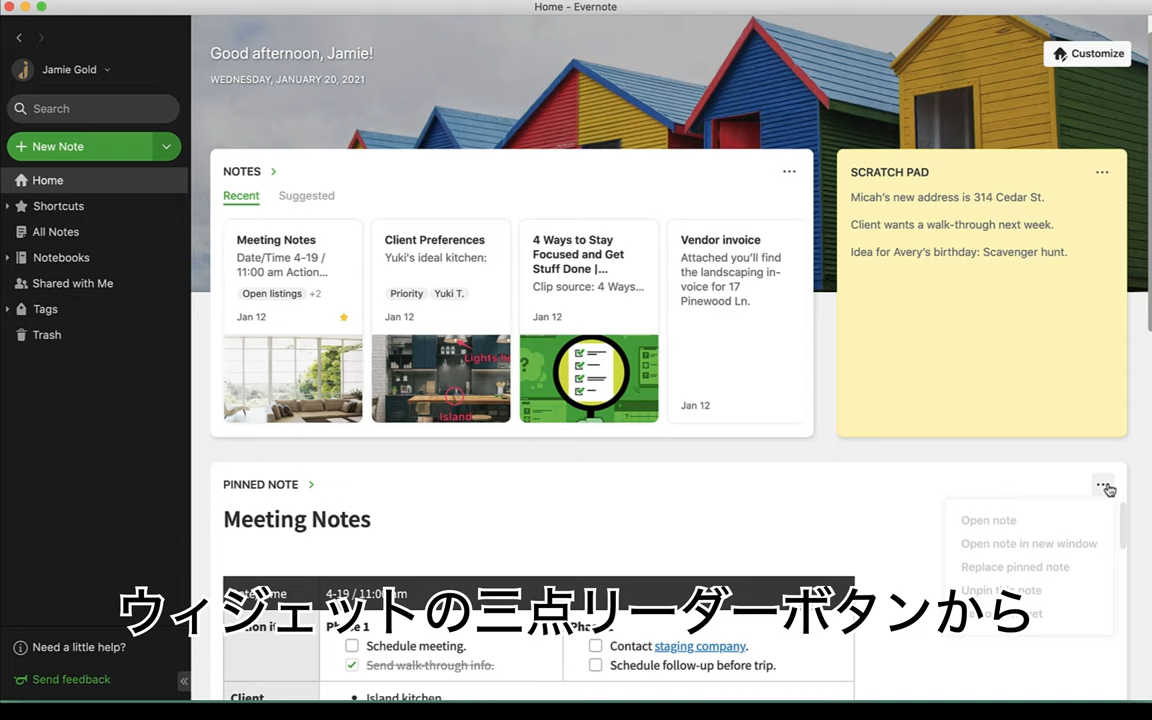 Home - Evernote
Jamie Gold
Search
New Note
Home
Shortcuts
All Notes
Notebooks
Shared with Me
Tags
Trash
Need a little help?
Send feedback
Good afternoon, Jamie!
WEDNESDAY, JANUARY 20, 2021
Customize
NOTES
Recent
Suggested
Meeting Notes
Date/Time 4-19 /
11:00 am Action...
Open listings +2
Jan 12
Client Preferences
Yuki's ideal kitchen:
Priority Yuki T.
Jan 12
Island
4 Ways to Stay
Focused and Get
Stuff Done |...
Clip source: 4 Ways...
Jan 12
Vendor invoice
Attached you'll find
the landscaping in-
voice for 17
Pinewood Ln.
Jan 12
SCRATCH PAD
Micah's new address is 314 Cedar St.
Client wants a walk-through next week.
Idea for Avery's birthday: Scavenger hunt.
PINNED NOTE
Meeting Notes
Open note
Open note in new window
Replace pinned note
4-19 / 11:00 am
ウィジェットの三点リーダーボタンから
Schedule meeting.
Send walk-through info.
Contact staging company.
Schedule follow-up before trip.
Client
Island kitchen